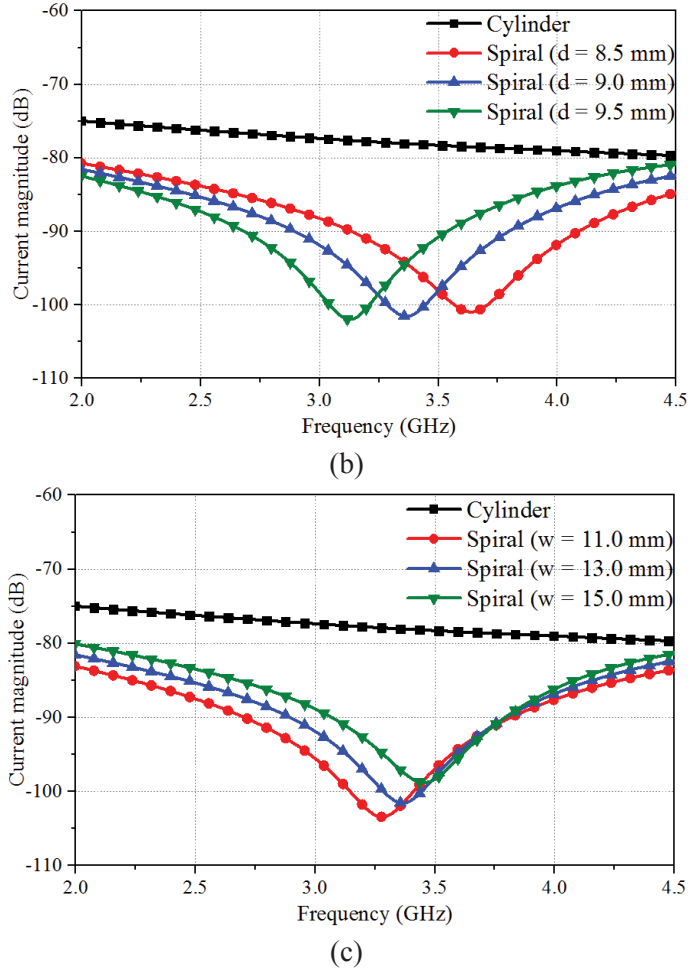 -60
-70
-80
-90
-100
-110
Current magnitude (dB)
Cylinder
Spiral (d = 8.5 mm)
Spiral (d = 9.0 mm)
Spiral (d = 9.5 mm)
2.0 2.5 3.0 3.5 4.0 4.5
Frequency (GHz)
(b)
-60
-70
-80
-90
-100
-110
Current magnitude (dB)
Cylinder
Spiral (w = 11.0 mm)
Spiral (w = 13.0 mm)
Spiral (w = 15.0 mm)
2.0 2.5 3.0 3.5 4.0 4.5
Frequency (GHz)
(c)